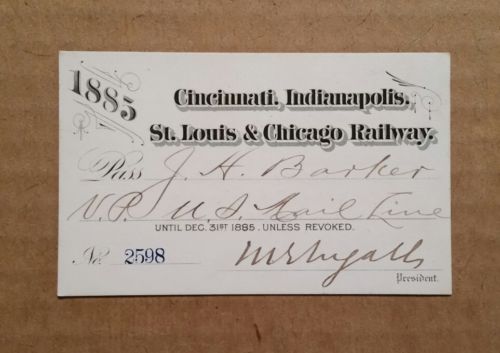 1885
Cincinnati, Indianapolis,
St. Louis & Chicago Railway.
Pass J. H. Barker
V. P. U. S. Mail Line
UNTIL DEC. 31ST 1885. UNLESS REVOKED.
No. 2598 M E Ingalls
President.